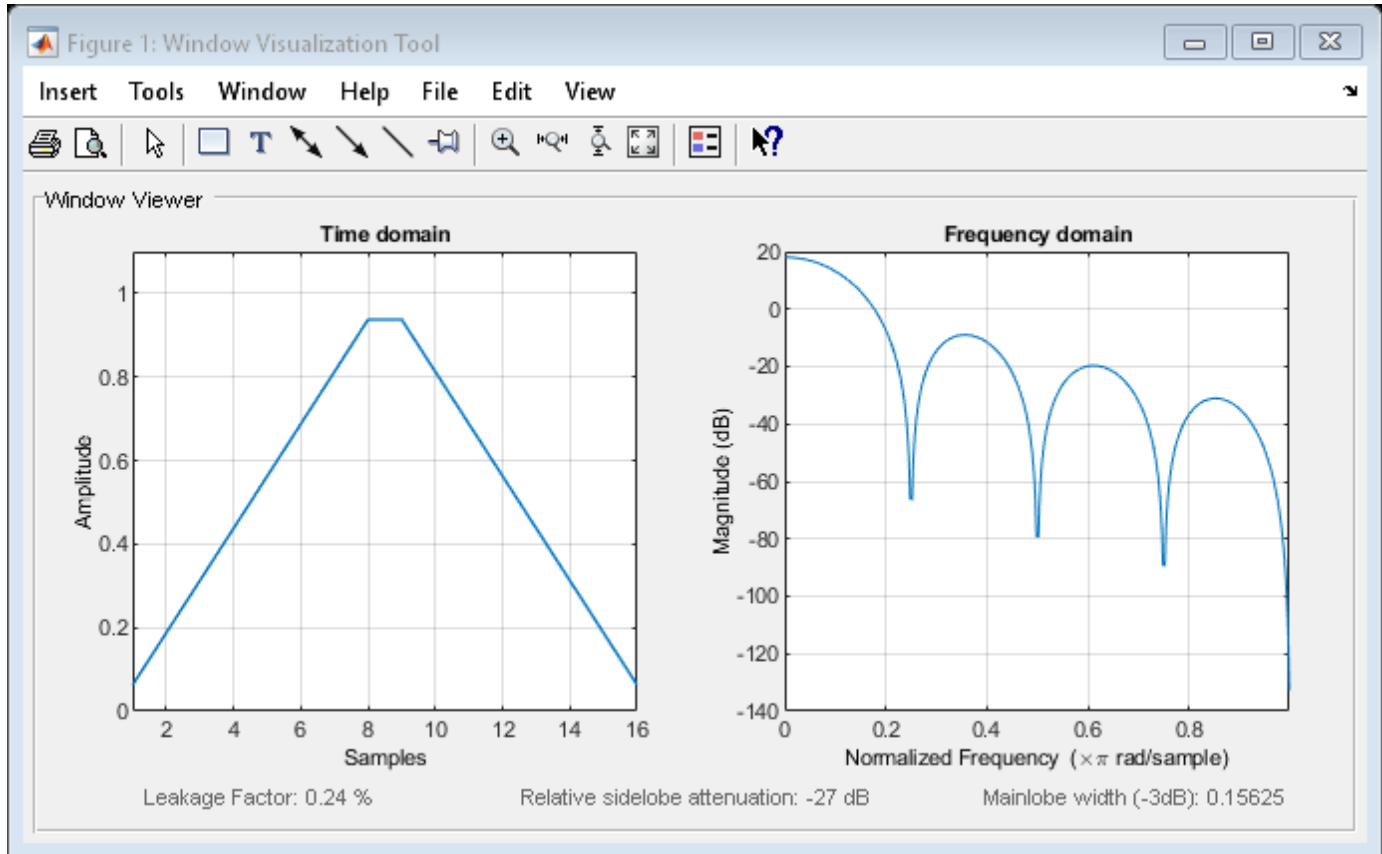 Figure 1: Window Visualization Tool
Insert Tools Window Help File Edit View
T ?
Window Viewer
Time domain
1
0.8
0.6
0.4
0.2
0
Amplitude
2 4 6 8 10 12 14 16
Samples
Frequency domain
20
0
-20
-40
-60
-80
-100
-120
-140
Magnitude (dB)
0 0.2 0.4 0.6 0.8
Normalized Frequency (×π rad/sample)
Leakage Factor: 0.24 % Relative sidelobe attenuation: -27 dB Mainlobe width (-3dB): 0.15625